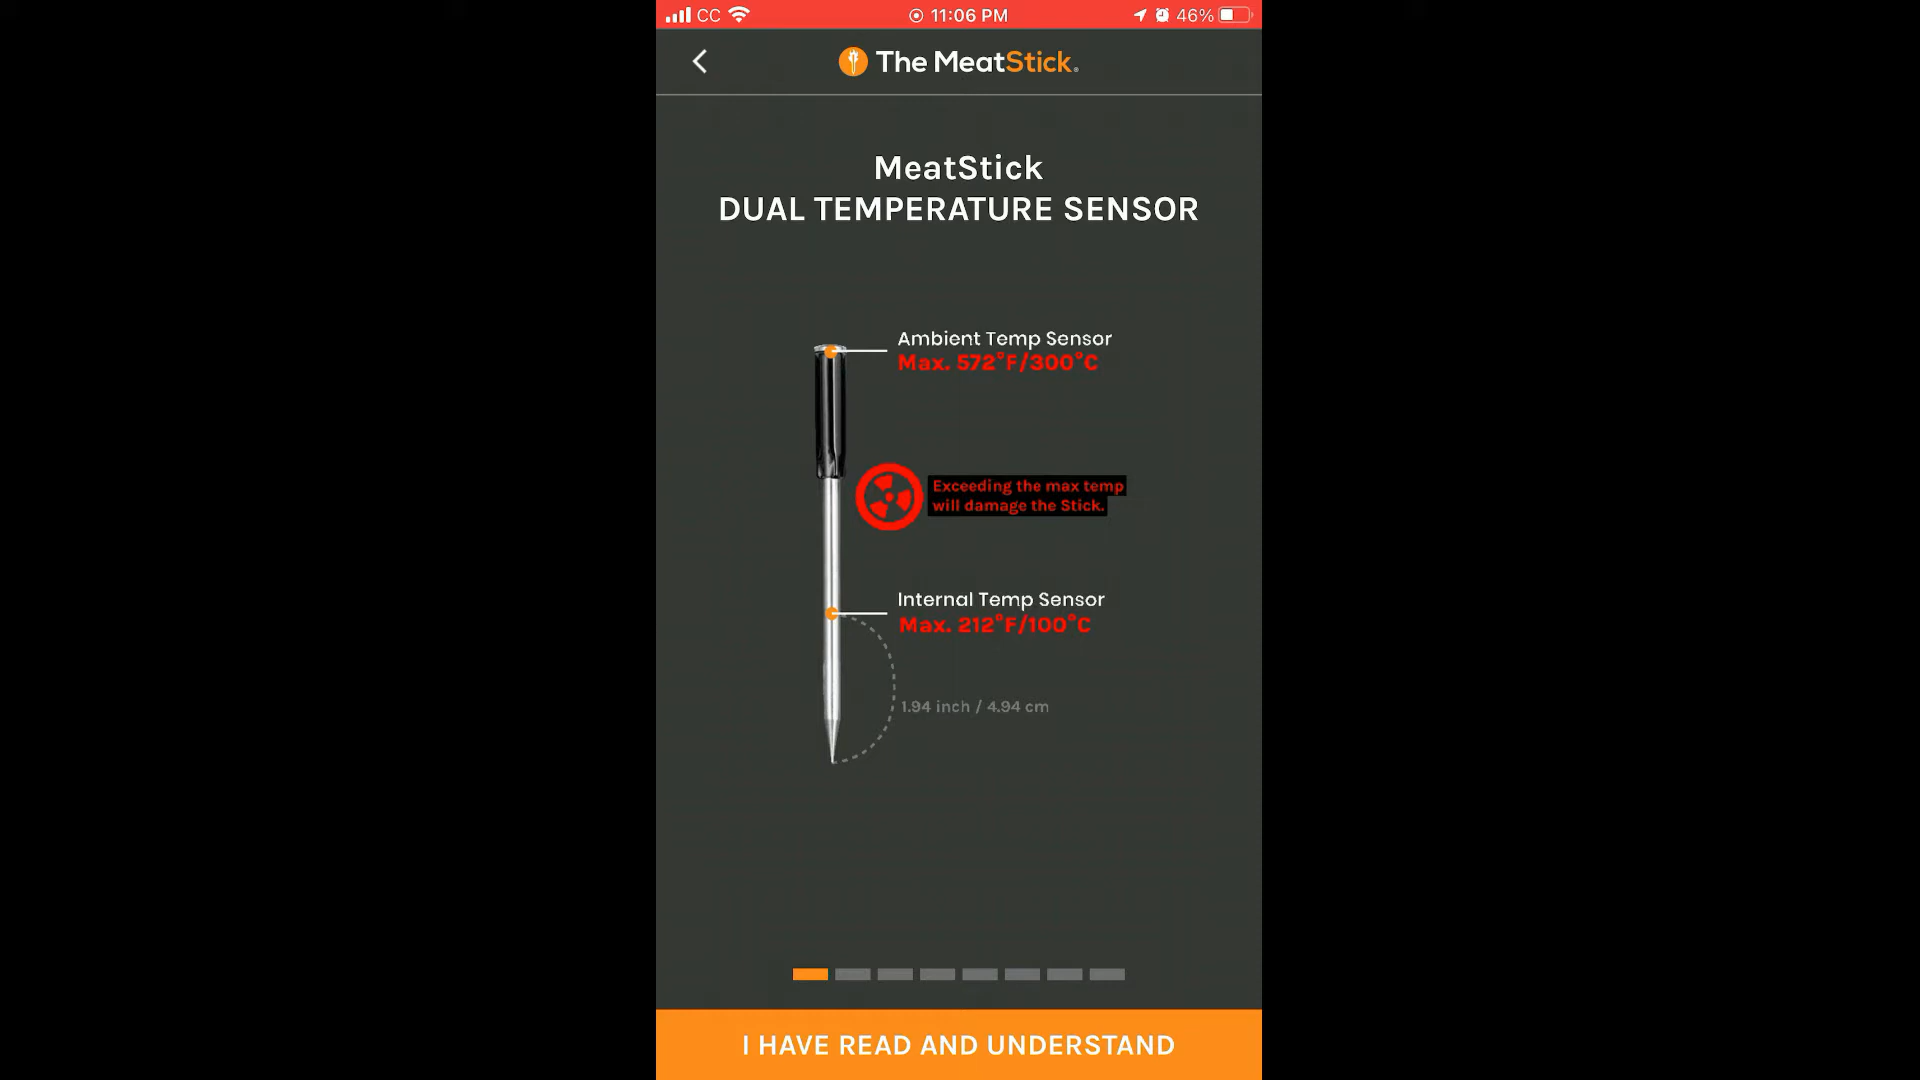 CC 11:06 PM 46%
The MeatStick®
MeatStick
DUAL TEMPERATURE SENSOR
Ambient Temp Sensor
Max. 572°F/300°C
Exceeding the max temp
will damage the Stick.
Internal Temp Sensor
Max. 212°F/100°C
1.94 inch / 4.94 cm
I HAVE READ AND UNDERSTAND